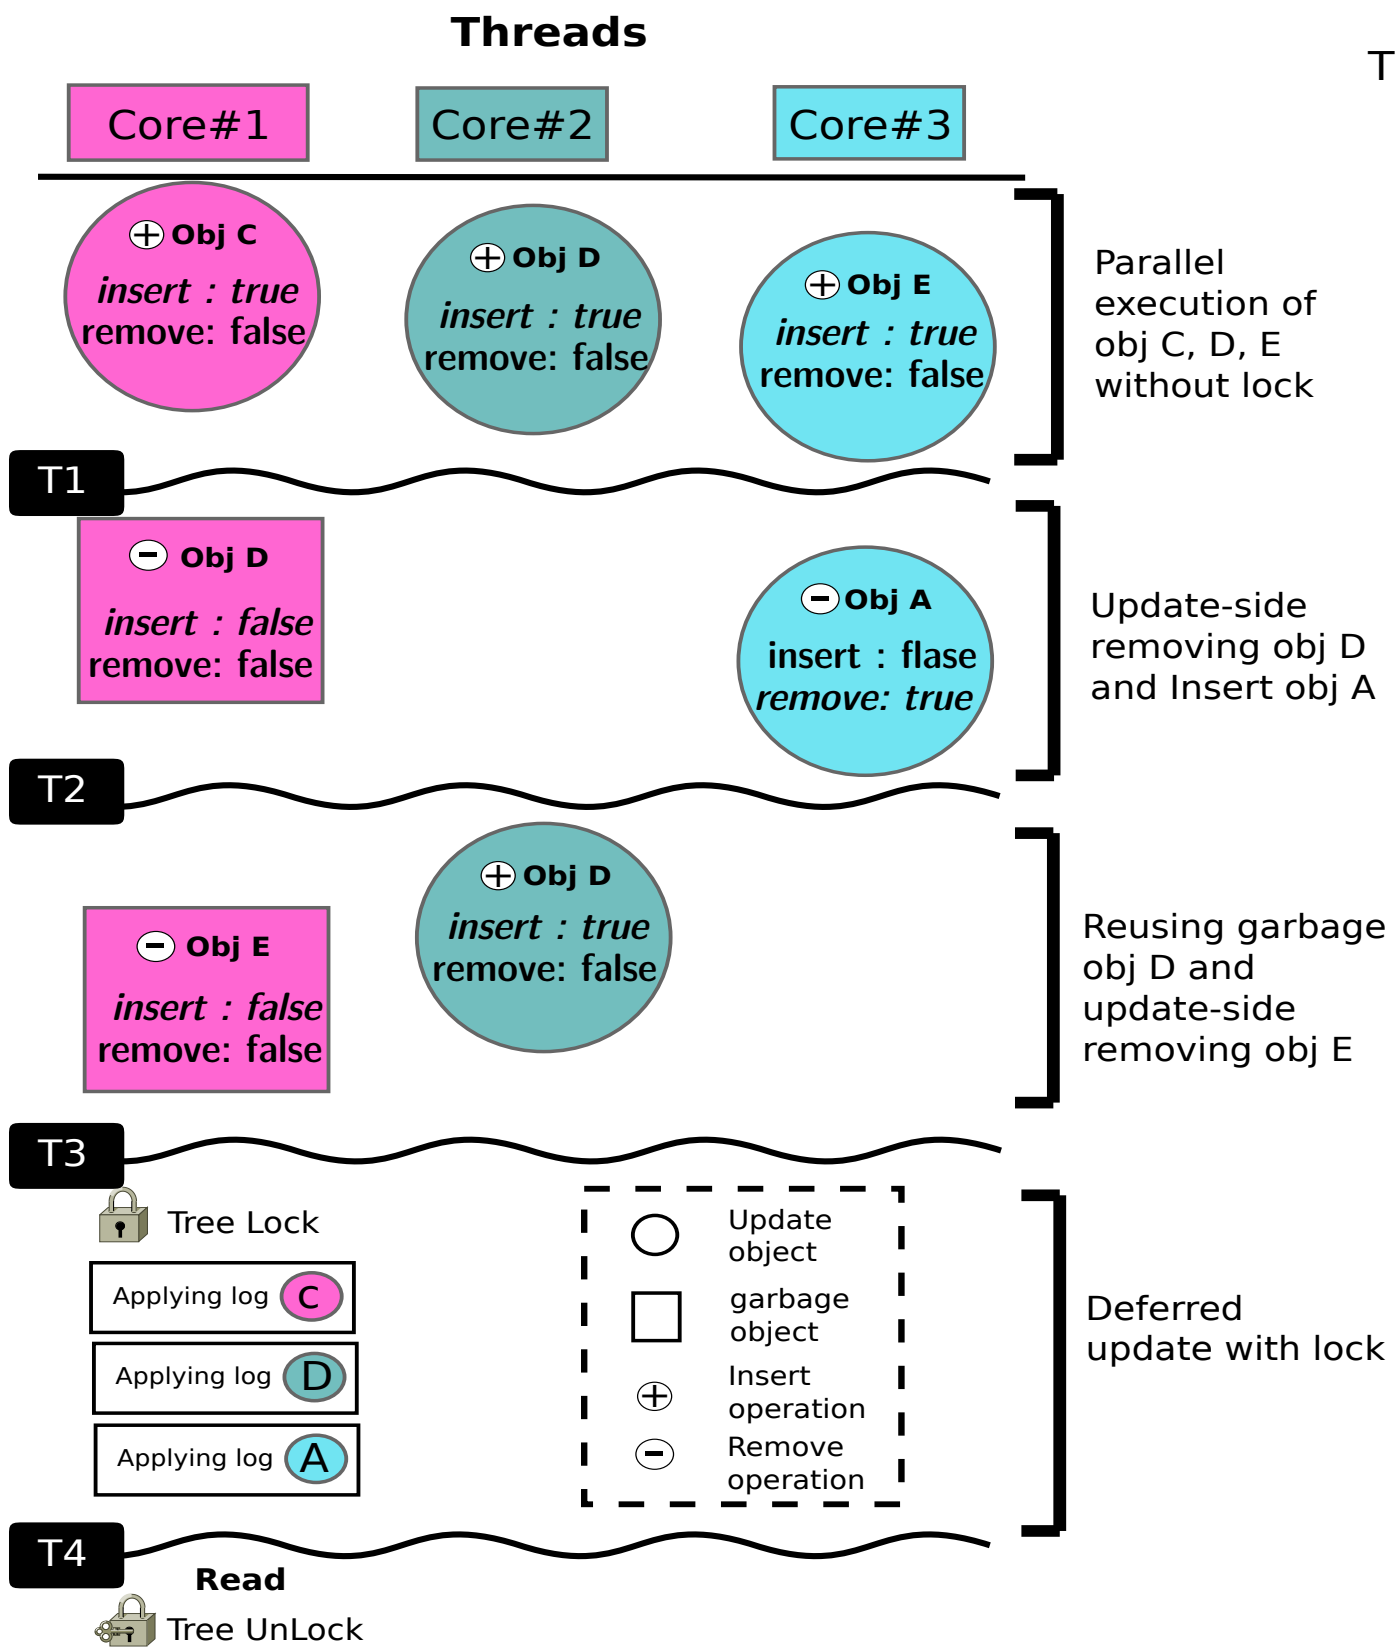 Threads
T
Core#1
Core#2
Core#3
Obj C
insert : true
remove: false
Obj D
insert : true
remove: false
Obj E
insert : true
remove: false
Parallel
execution of
obj C, D, E
without lock
T1
Obj D
insert : false
remove: false
Obj A
insert : flase
remove: true
Update-side
removing obj D
and Insert obj A
T2
Obj E
insert : false
remove: false
Obj D
insert : true
remove: false
Reusing garbage
obj D and
update-side
removing obj E
T3
Tree Lock
Applying log C
Applying log D
Applying log A
Update
object
garbage
object
Insert
operation
Remove
operation
Deferred
update with lock
T4
Read
Tree UnLock